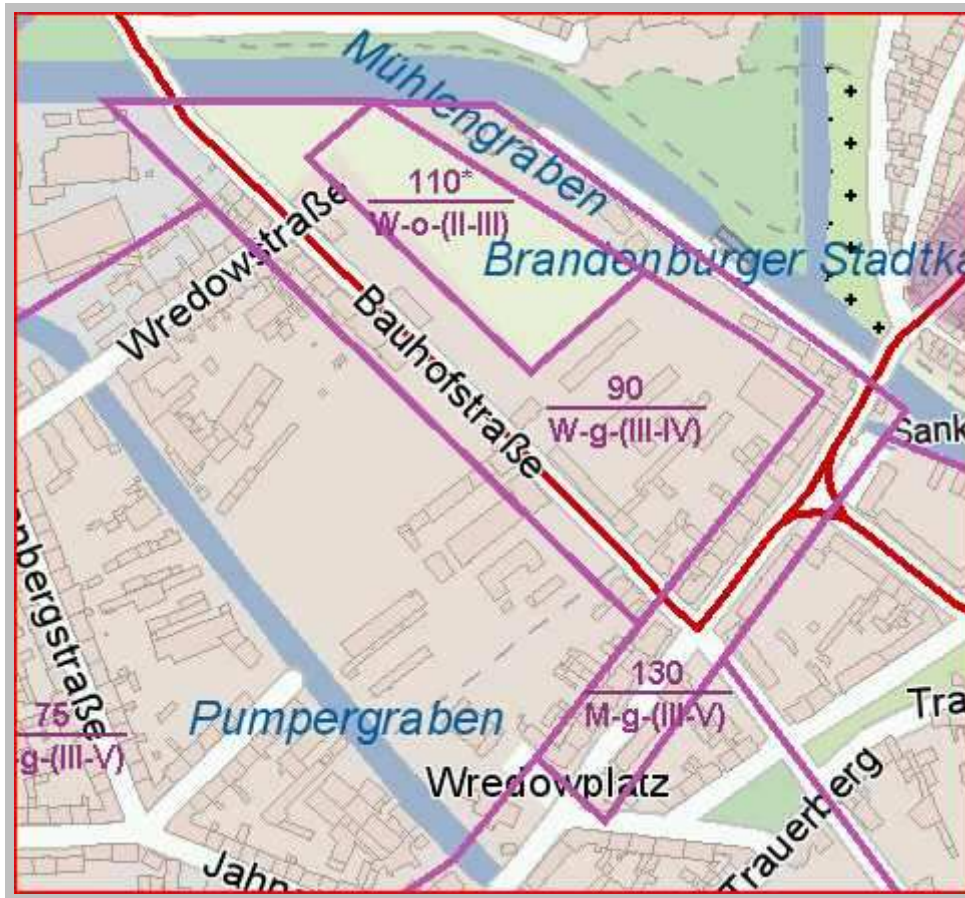 Mühlengraben
110*
W-o-(II-III)
Wredowstraße
Brandenburger Stadtka
Bauhofstraße
90
W-g-(III-IV)
Sank
nbergstraße
130
M-g-(III-V)
75
-g-(III-V)
Pumpergraben
Tra
Wredowplatz
Trauerberg
Jahn